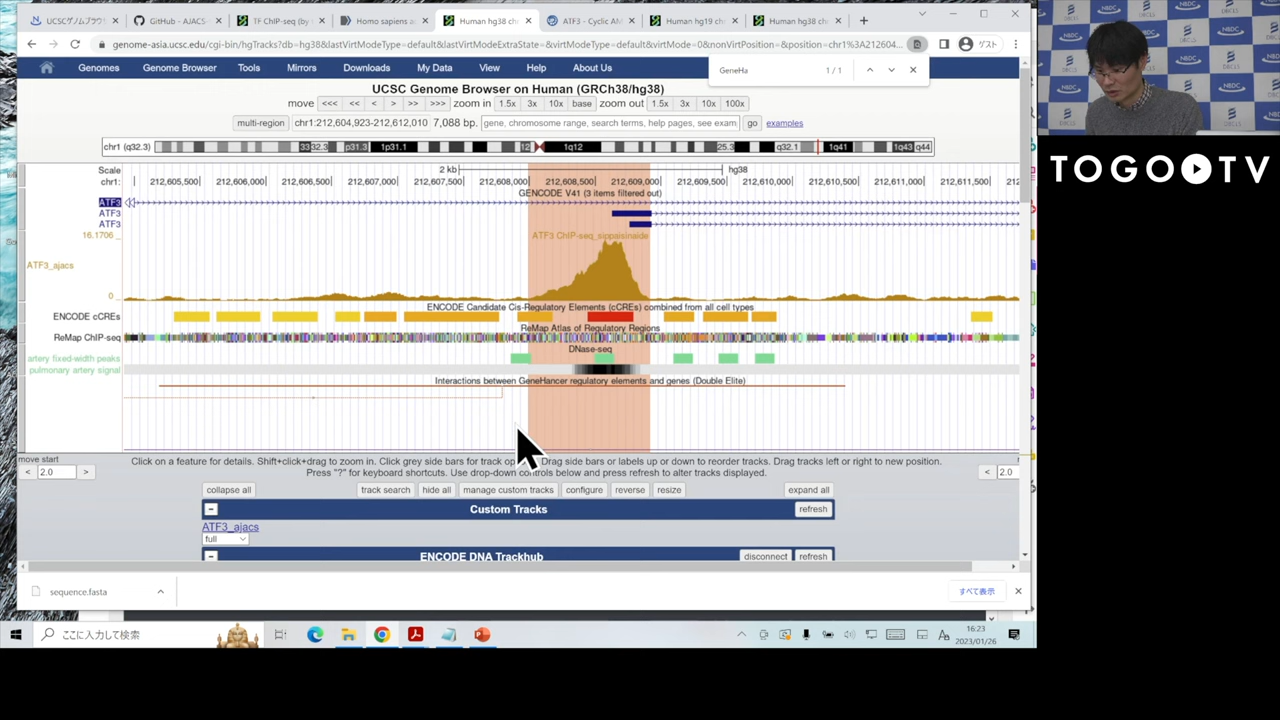 UCSCゲノムブラウ
GitHub - AJACS-
TF ChIP-seq (by
Homo sapiens ac
Human hg38 chr
ATF3 - Cyclic AM
Human hg19 chr
Human hg38 chr
genome-asia.ucsc.edu/cgi-bin/hgTracks?db=hg38&lastVirtModeType=default&lastVirtModeExtraState=&virtModeType=default&virtMode=0&nonVirtPosition=&position=chr1%3A212604...
ゲスト
Genomes Genome Browser Tools Mirrors Downloads My Data View Help About Us
GeneHa 1/1
UCSC Genome Browser on Human (GRCh38/hg38)
move <<< << < > >> >>> zoom in 1.5x 3x 10x base zoom out 1.5x 3x 10x 100x
multi-region chr1:212,604,923-212,612,010 7,088 bp. gene, chromosome range, search terms, help pages, see exam go examples
chr1 (q32.3) 33 32.3 p31.3 1p31.1 12 1q12 25.3 q32.1 1q41 1q43 q44
Scale 2 kb hg38
chr1: 212,605,500 212,606,000 212,606,500 212,607,000 212,607,500 212,608,000 212,608,500 212,609,000 212,609,500 212,610,000 212,610,500 212,611,000 212,611,500 212
GENCODE V41 (3 items filtered out)
ATF3
ATF3
ATF3
16.1706 _ ATF3 ChIP-seq_sippaisinaide
ATF3_ajacs
0 _
ENCODE Candidate Cis-Regulatory Elements (cCREs) combined from all cell types
ENCODE cCREs
ReMap Atlas of Regulatory Regions
ReMap ChIP-seq
DNase-seq
artery fixed-width peaks
pulmonary artery signal
Interactions between GeneHancer regulatory elements and genes (Double Elite)
move start
< 2.0 >
Click on a feature for details. Shift+click+drag to zoom in. Click grey side bars for track op Drag side bars or labels up or down to reorder tracks. Drag tracks left or right to new position.
Press "?" for keyboard shortcuts. Use drop-down controls below and press refresh to alter tracks displayed.
< 2.0
collapse all track search hide all manage custom tracks configure reverse resize expand all
Custom Tracks refresh
ATF3_ajacs
full
ENCODE DNA Trackhub disconnect refresh
sequence.fasta
すべて表示
ここに入力して検索
16:23
2023/01/26
NBDC
DBCLS
TOGO TV